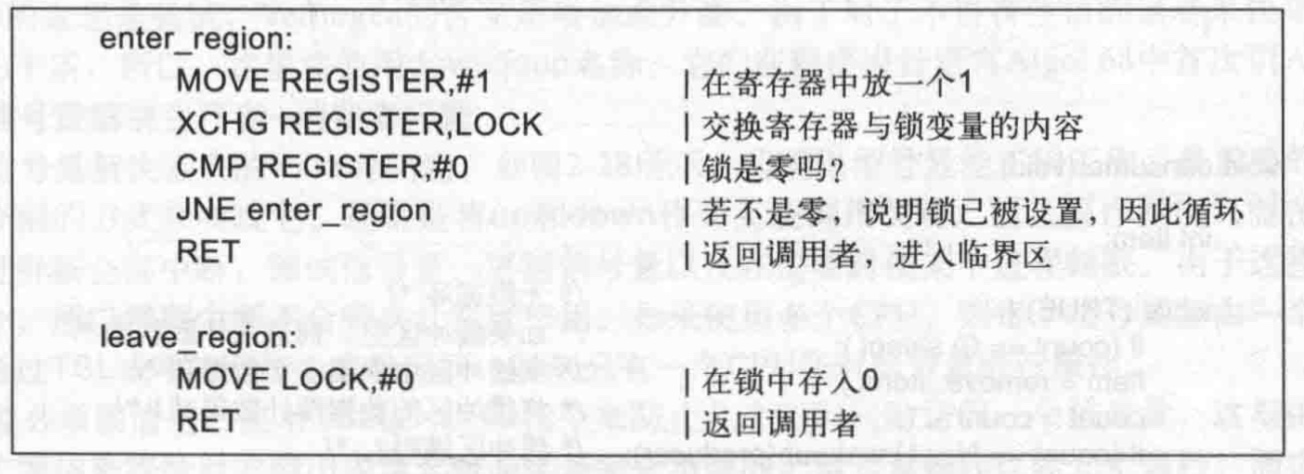 enter_region:
MOVE REGISTER,#1 | 在寄存器中放一个1
XCHG REGISTER,LOCK | 交换寄存器与锁变量的内容
CMP REGISTER,#0 | 锁是零吗?
JNE enter_region | 若不是零,说明锁已被设置,因此循环
RET | 返回调用者,进入临界区
leave_region:
MOVE LOCK,#0 | 在锁中存入0
RET | 返回调用者